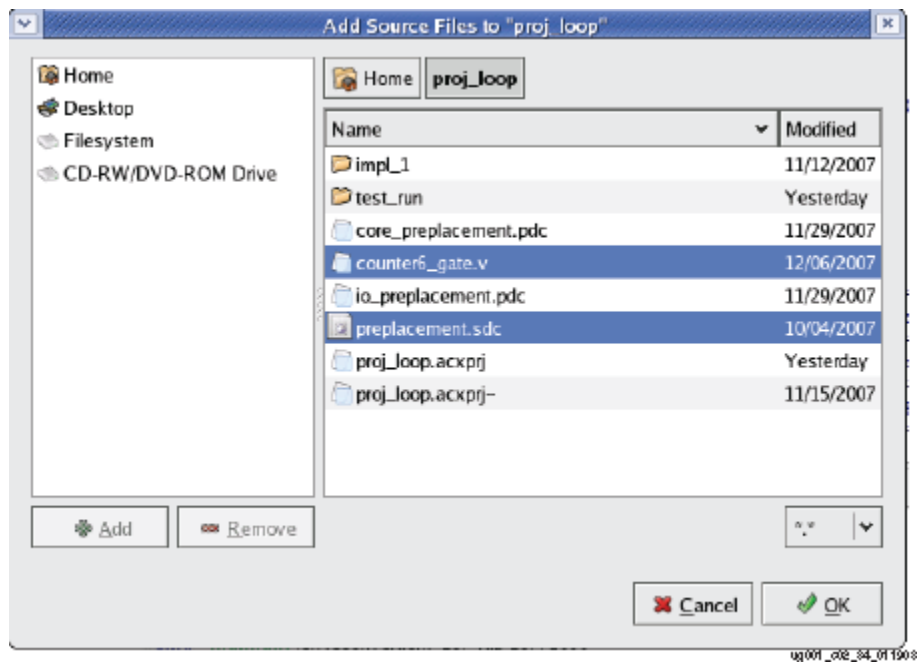 Add Source Files to "proj_loop"
Home
Desktop
Filesystem
CD-RW/DVD-ROM Drive
Home proj_loop
Name Modified
impl_1 11/12/2007
test_run Yesterday
core_preplacement.pdc 11/29/2007
counter6_gate.v 12/06/2007
io_preplacement.pdc 11/29/2007
preplacement.sdc 10/04/2007
proj_loop.acxprj Yesterday
proj_loop.acxprj~ 11/15/2007
Add Remove
*.*
Cancel OK
ug001_c02_34_011908